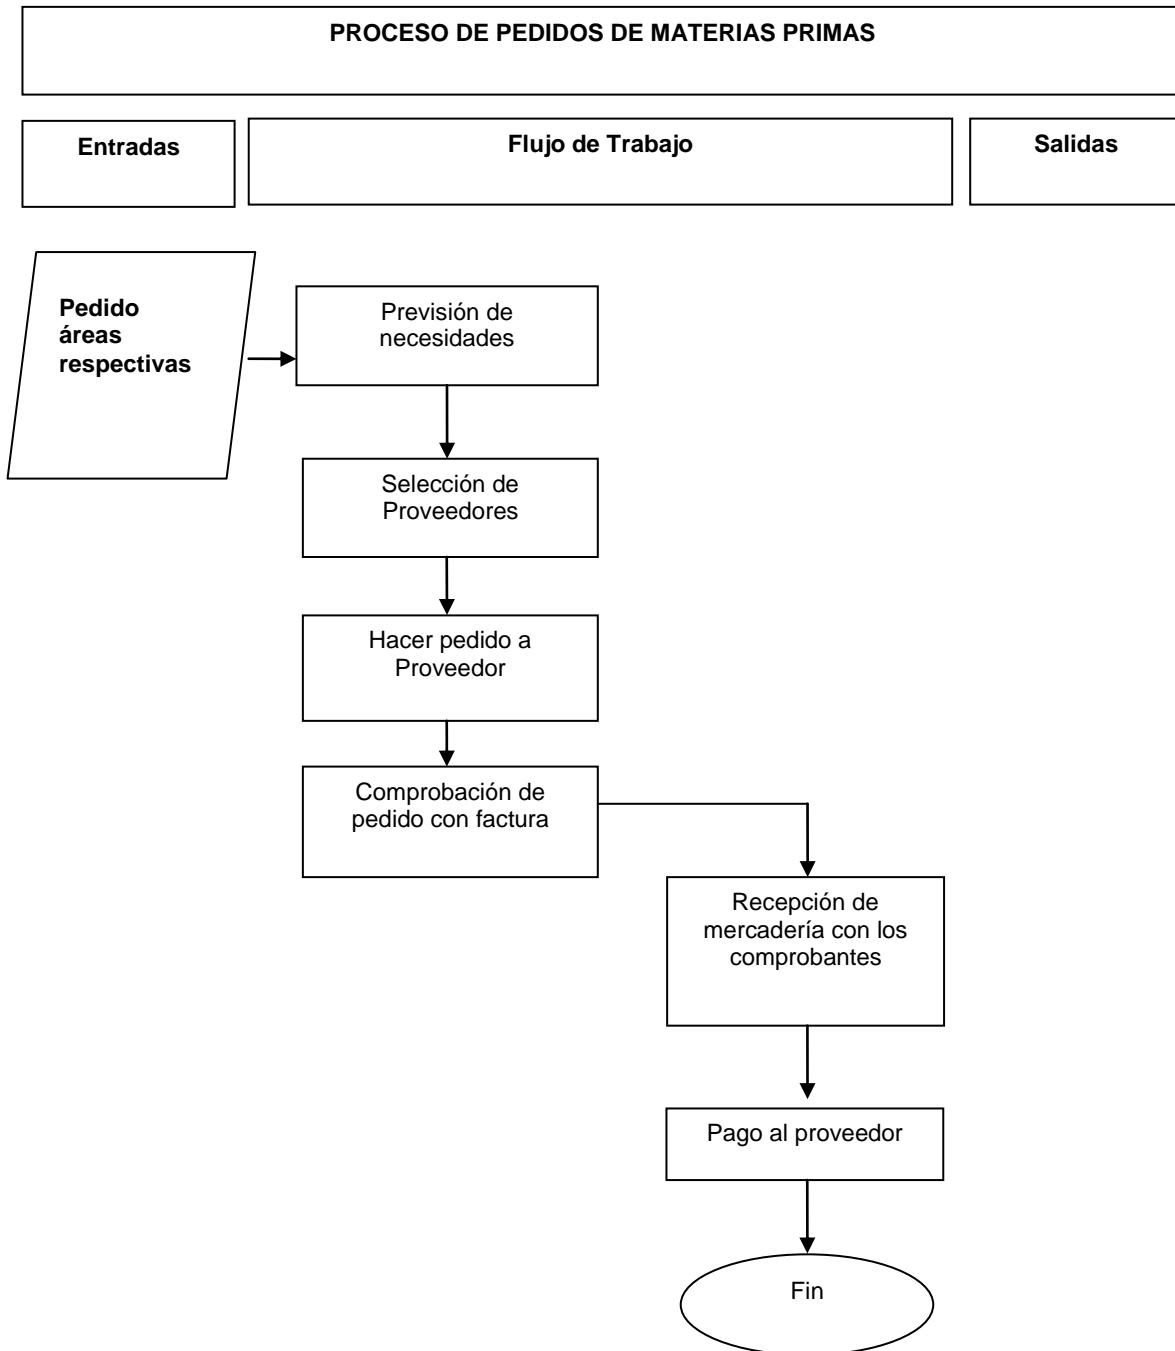 PROCESO DE PEDIDOS DE MATERIAS PRIMAS
Entradas
Flujo de Trabajo
Salidas
Pedido
áreas
respectivas
Previsión de
necesidades
Selección de
Proveedores
Hacer pedido a
Proveedor
Comprobación de
pedido con factura
Recepción de
mercadería con los
comprobantes
Pago al proveedor
Fin